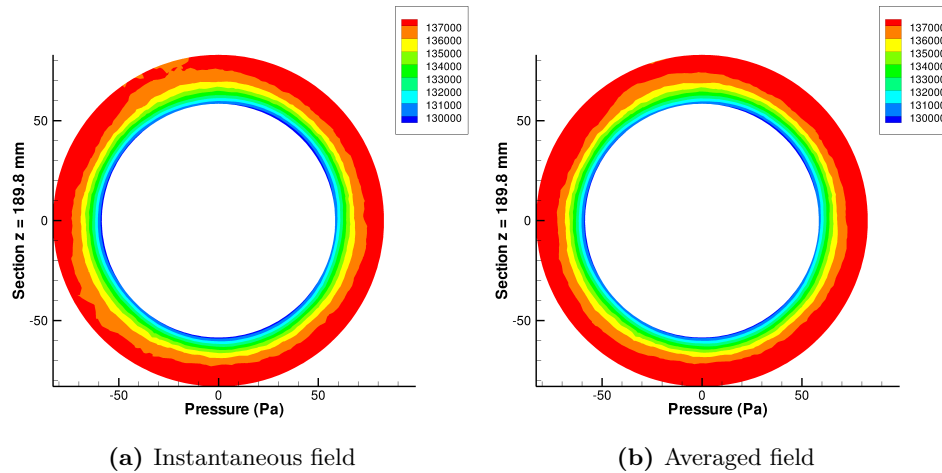 137000
136000
135000
134000
133000
132000
131000
130000
50
0
-50
Section z = 189.8 mm
-50 0 50
Pressure (Pa)
(a) Instantaneous field
137000
136000
135000
134000
133000
132000
131000
130000
50
0
-50
Section z = 189.8 mm
-50 0 50
Pressure (Pa)
(b) Averaged field